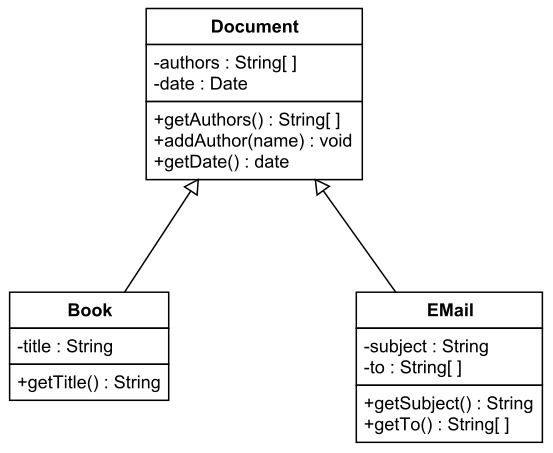 Document
-authors : String[ ]
-date : Date
+getAuthors() : String[ ]
+addAuthor(name) : void
+getDate() : date
Book
-title : String
+getTitle() : String
EMail
-subject : String
-to : String[ ]
+getSubject() : String
+getTo() : String[ ]